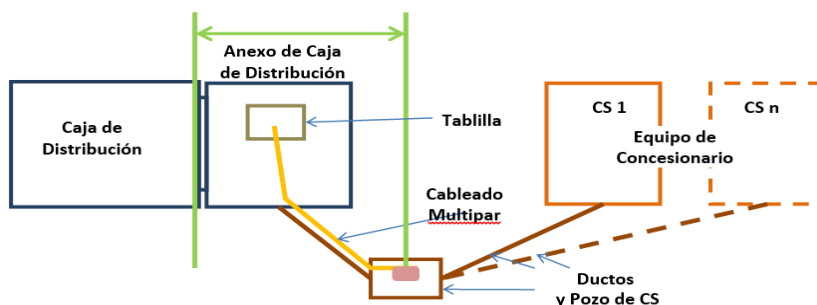 Anexo de Caja
de Distribución
Caja de
Distribución
Tablilla
CS 1
CS n
Equipo de
Concesionario
Cableado
Multipar
Ductos
y Pozo de CS